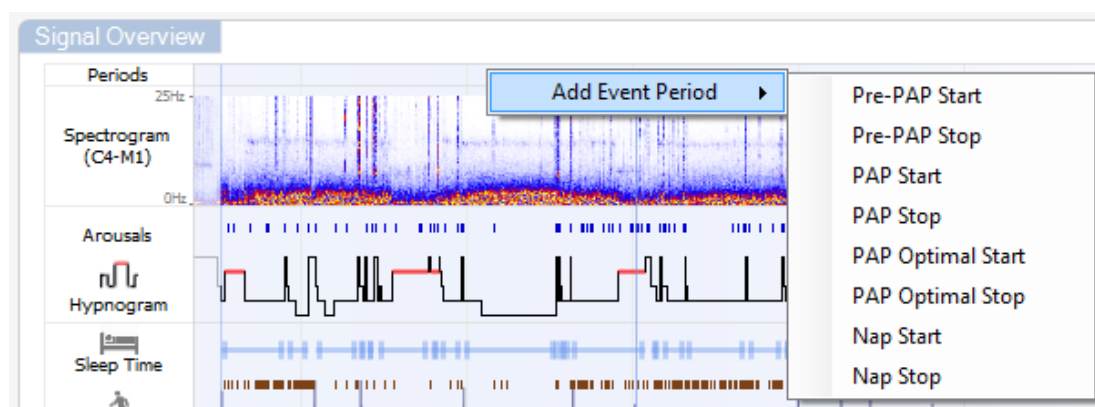 Signal Overview
Periods
25Hz
Spectrogram
(C4-M1)
0Hz
Arousals
Hypnogram
Sleep Time
Add Event Period
Pre-PAP Start
Pre-PAP Stop
PAP Start
PAP Stop
PAP Optimal Start
PAP Optimal Stop
Nap Start
Nap Stop